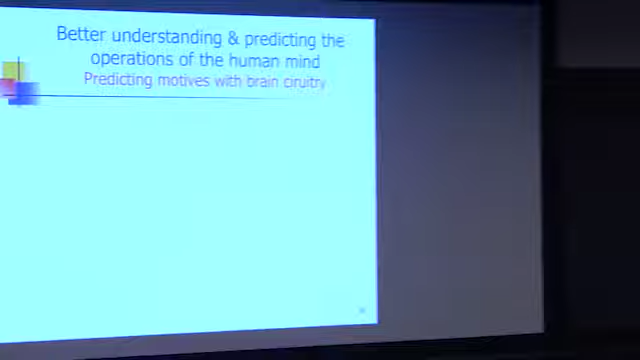 Better understanding & predicting the
operations of the human mind
Predicting motives with brain ciruitry